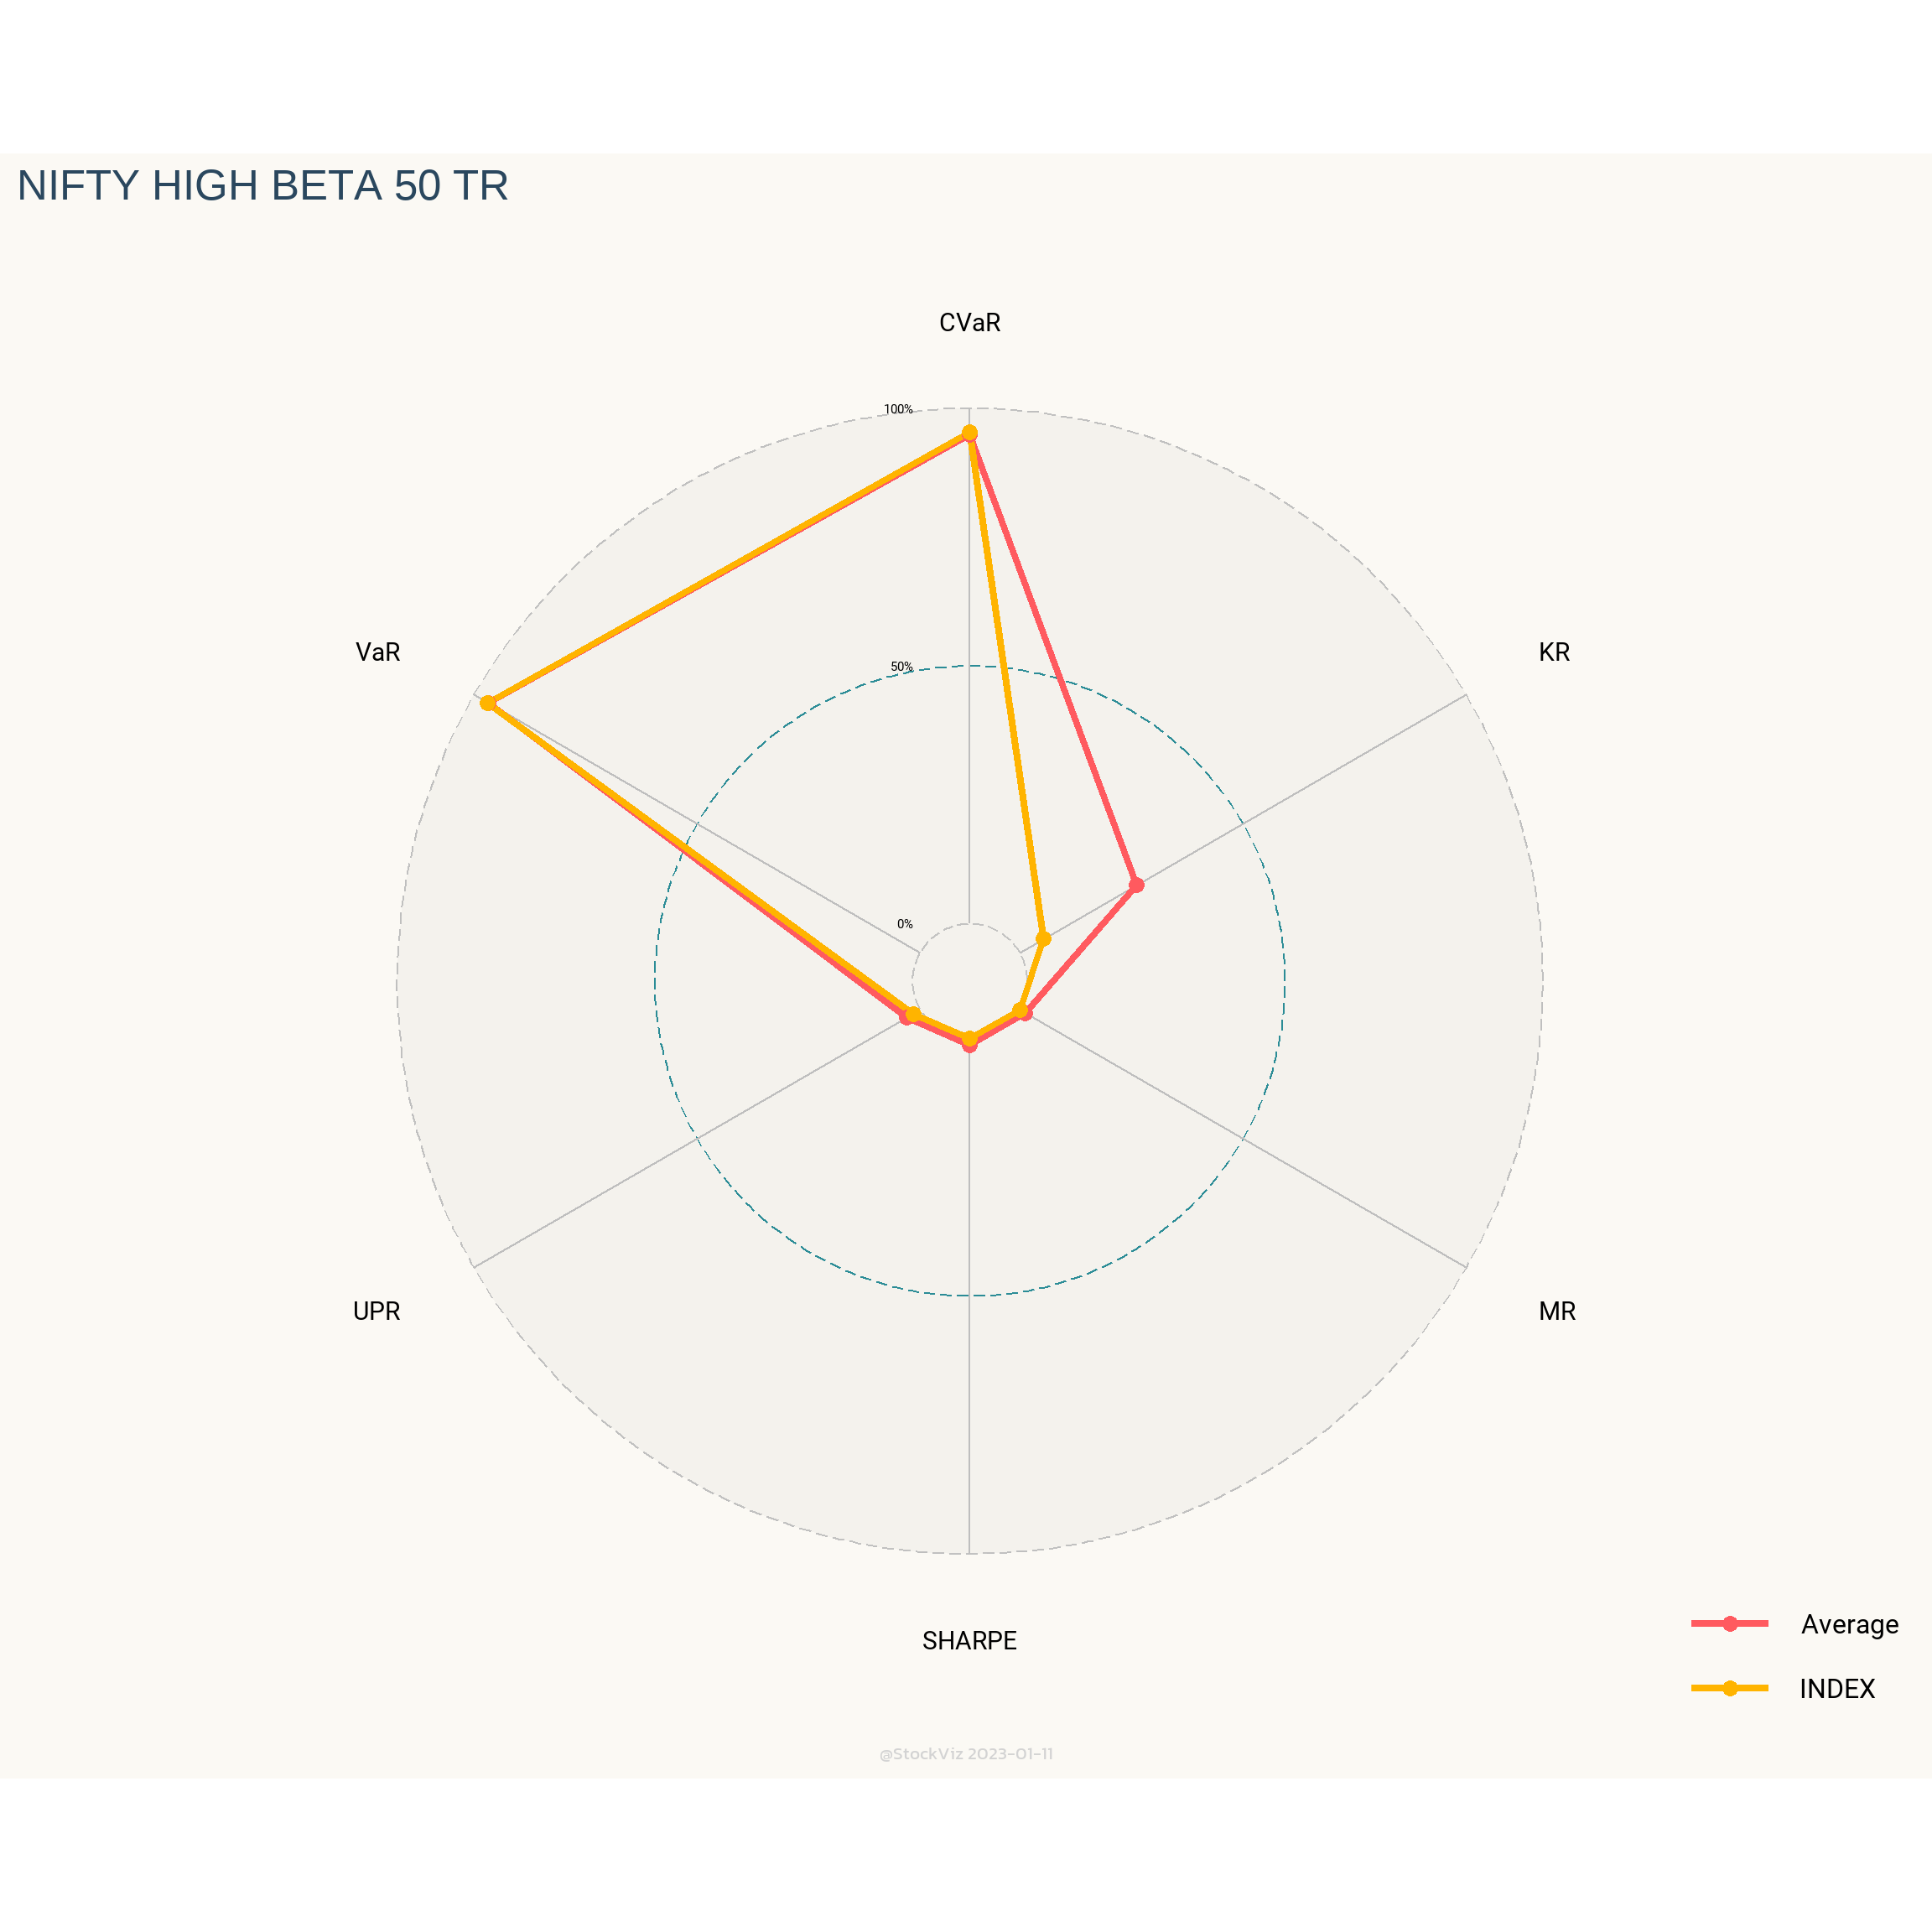 NIFTY HIGH BETA 50 TR
CVaR
100%
VaR
KR
50%
0%
UPR
MR
SHARPE
Average
INDEX
@StockViz 2023-01-11